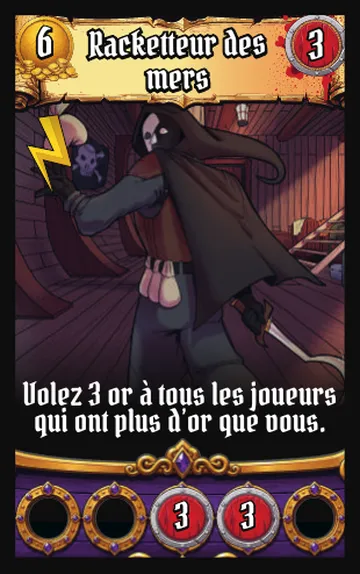 6
Racketteur des
mers
3
Volez 3 or à tous les joueurs
qui ont plus d'or que vous.
3 3